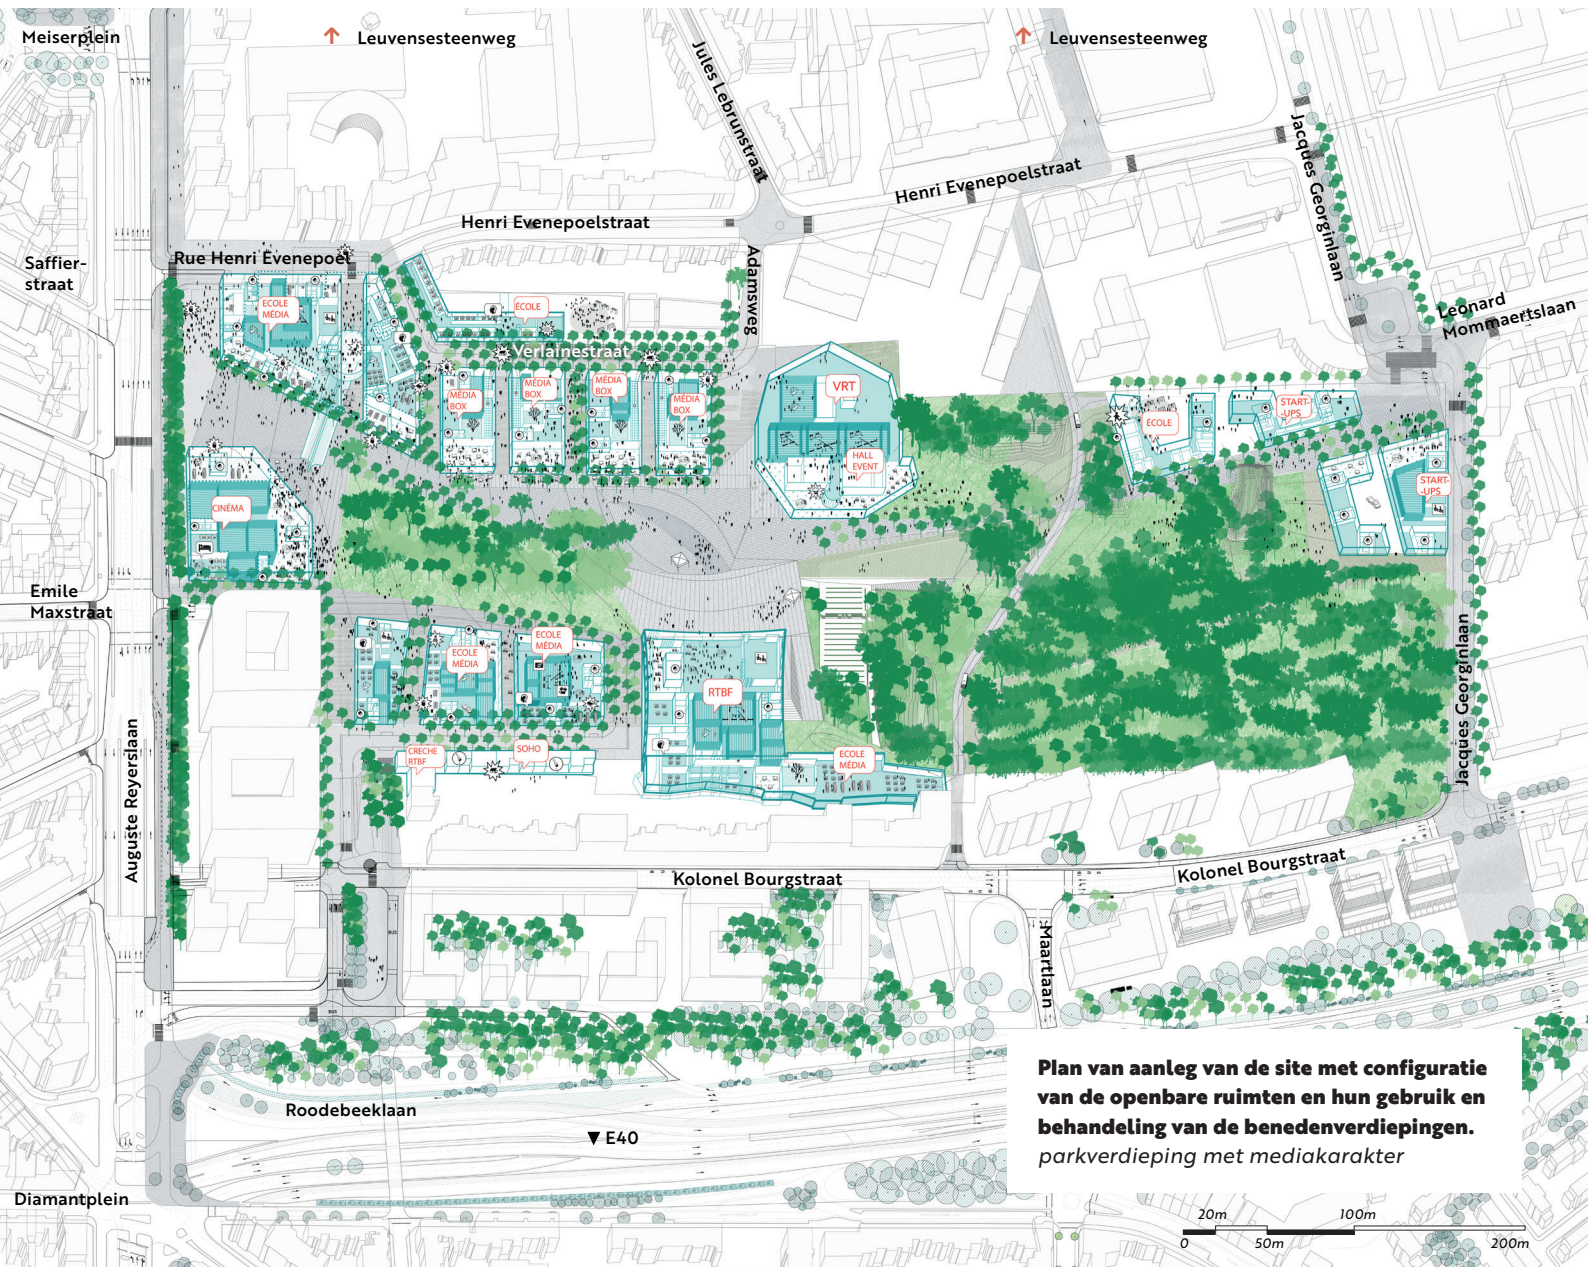 Meiserplein
Leuvensesteenweg
Leuvensesteenweg
Jules Lebrunstraat
Jacques Georginlaan
Henri Evenepoelstraat
Henri Evenepoelstraat
Rue Henri Evenepoel
Saffier-
straat
Adamsweg
Leonard
Mommaertslaan
ECOLE
MÉDIA
ÉCOLE
Verlainestraat
MÉDIA
BOX
MÉDIA
BOX
MÉDIA
BOX
MÉDIA
BOX
VRT
HALL
EVENT
ÉCOLE
START-
-UPS
START-
-UPS
CINÉMA
Emile
Maxstraat
ECOLE
MÉDIA
ECOLE
MÉDIA
RTBF
CRECHE
RTBF
SOHO
ECOLE
MÉDIA
Auguste Reyerslaan
Jacques Georginlaan
Kolonel Bourgstraat
Kolonel Bourgstraat
BUS
BUS
Maartlaan
Roodebeeklaan
E40
Diamantplein
Plan van aanleg van de site met configuratie
van de openbare ruimten en hun gebruik en
behandeling van de benedenverdiepingen.
parkverdieping met mediakarakter
20m
100m
0
50m
200m